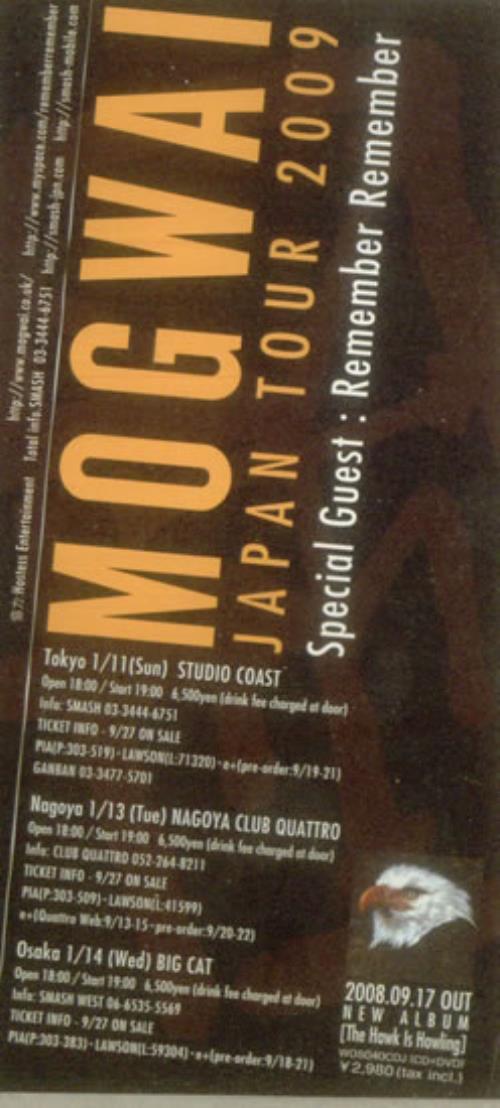 MOGWAI
JAPAN TOUR 2009
Special Guest : Remember Remember
http://www.mogwai.co.uk/ http://www.myspace.com/rememberremember
Hostess Entertainment Total info.SMASH 03-3444-6751 http://smash-jpn.com http://smash-mobile.com
Tokyo 1/11(Sun) STUDIO COAST
Open 18:00 / Start 19:00 6,500yen (drink fee charged at door)
Info: SMASH 03-3444-6751
TICKET INFO - 9/27 ON SALE
PIA(P:303-519)・LAWSON(L:71320)・e+(pre-order:9/19-21)
GANBAN 03-3477-5701
Nagoya 1/13 (Tue) NAGOYA CLUB QUATTRO
Open 18:00 / Start 19:00 6,500yen (drink fee charged at door)
Info: CLUB QUATTRO 052-264-8211
TICKET INFO - 9/27 ON SALE
PIA(P:303-509)・LAWSON(L:41599)
e+(Quattro Web:9/13-15・pre-order:9/20-22)
Osaka 1/14 (Wed) BIG CAT
Open 18:00 / Start 19:00 6,500yen (drink fee charged at door)
Info: SMASH WEST 06-6535-5569
TICKET INFO - 9/27 ON SALE
PIA(P:303-383)・LAWSON(L:59304)・e+(pre-order:9/18-21)
2008.09.17 OUT
NEW ALBUM
[The Hawk Is Howling]
WOSG40CDJ (CD+DVD)
¥2,980 (tax incl.)